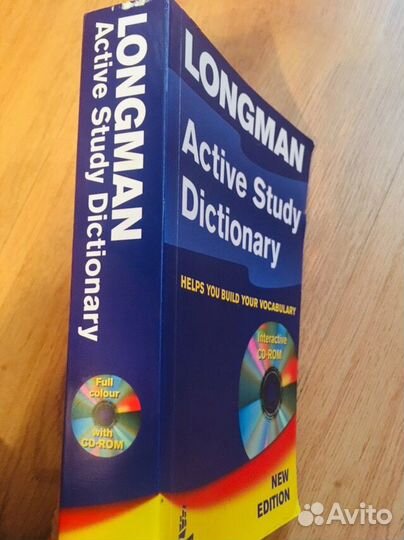 LONGMAN
Active Study Dictionary
Full
colour
with
CD-ROM
LONGMAN
Active Study
Dictionary
HELPS YOU BUILD YOUR VOCABULARY
Interactive
CD-ROM
NEW
EDITION
Avito